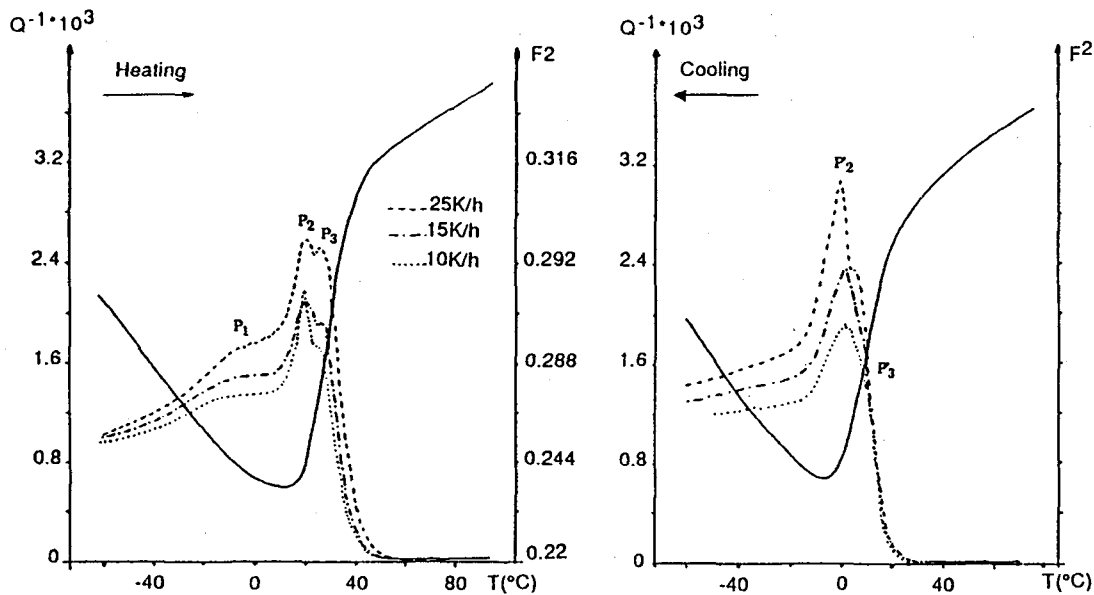 Q⁻¹*10³
Heating
F2
3.2
2.4
1.6
0.8
0
0.316
0.292
0.288
0.244
0.22
25K/h
15K/h
10K/h
P₁
P₂
P₃
-40
0
40
80
T(°C)
Q⁻¹*10³
Cooling
F²
3.2
2.4
1.6
0.8
0
P'₂
P'₃
-40
0
40
T(°C)